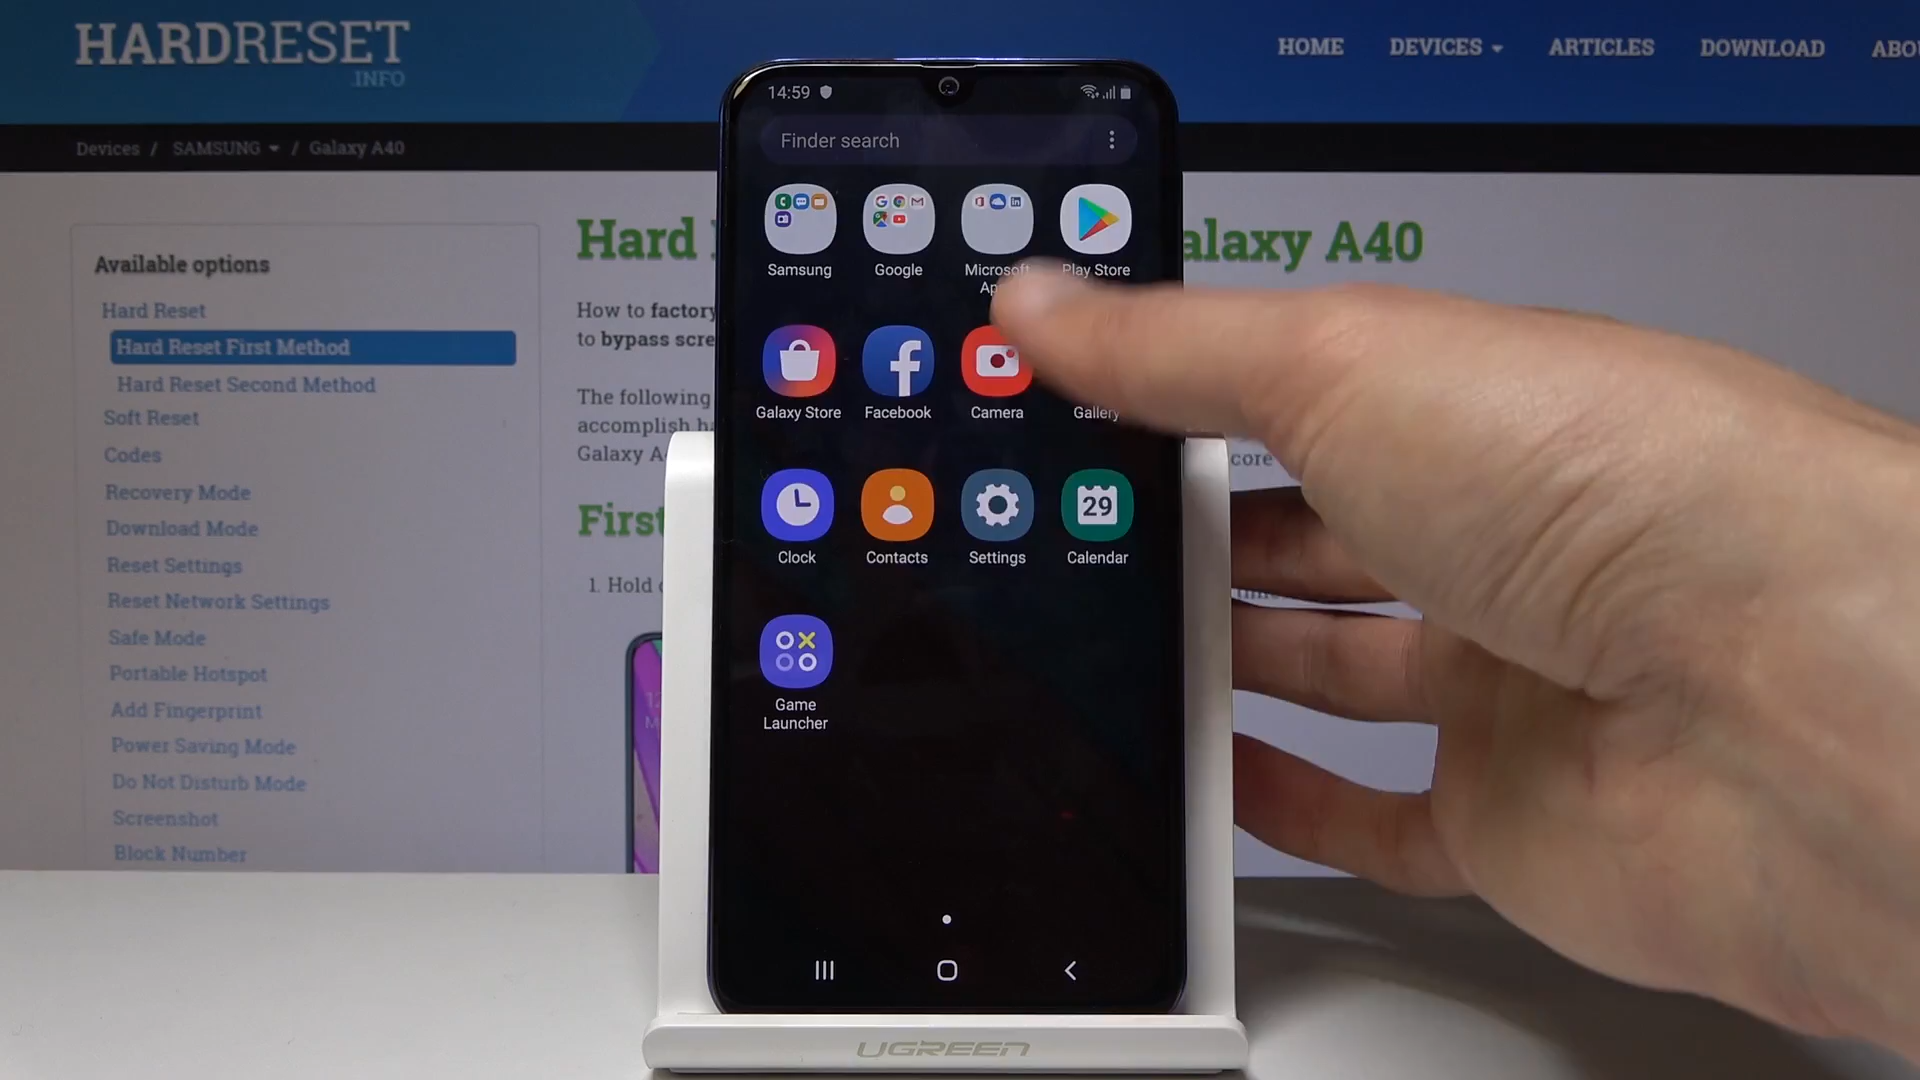 HARDRESET
.INFO
HOME
DEVICES
ARTICLES
DOWNLOAD
Devices / SAMSUNG / Galaxy A40
Available options
Hard Reset
Hard Reset First Method
Hard Reset Second Method
Soft Reset
Codes
Recovery Mode
Download Mode
Reset Settings
Reset Network Settings
Safe Mode
Portable Hotspot
Add Fingerprint
Power Saving Mode
Do Not Disturb Mode
Screenshot
Block Number
Hard
alaxy A40
How to factory
to bypass scre
The following
accomplish ha
Galaxy A
core
First
1. Hold
14:59
Finder search
Samsung
Google
Microsoft
Play Store
Galaxy Store
Facebook
Camera
Gallery
Clock
Contacts
Settings
29
Calendar
Game
Launcher
UGREEN